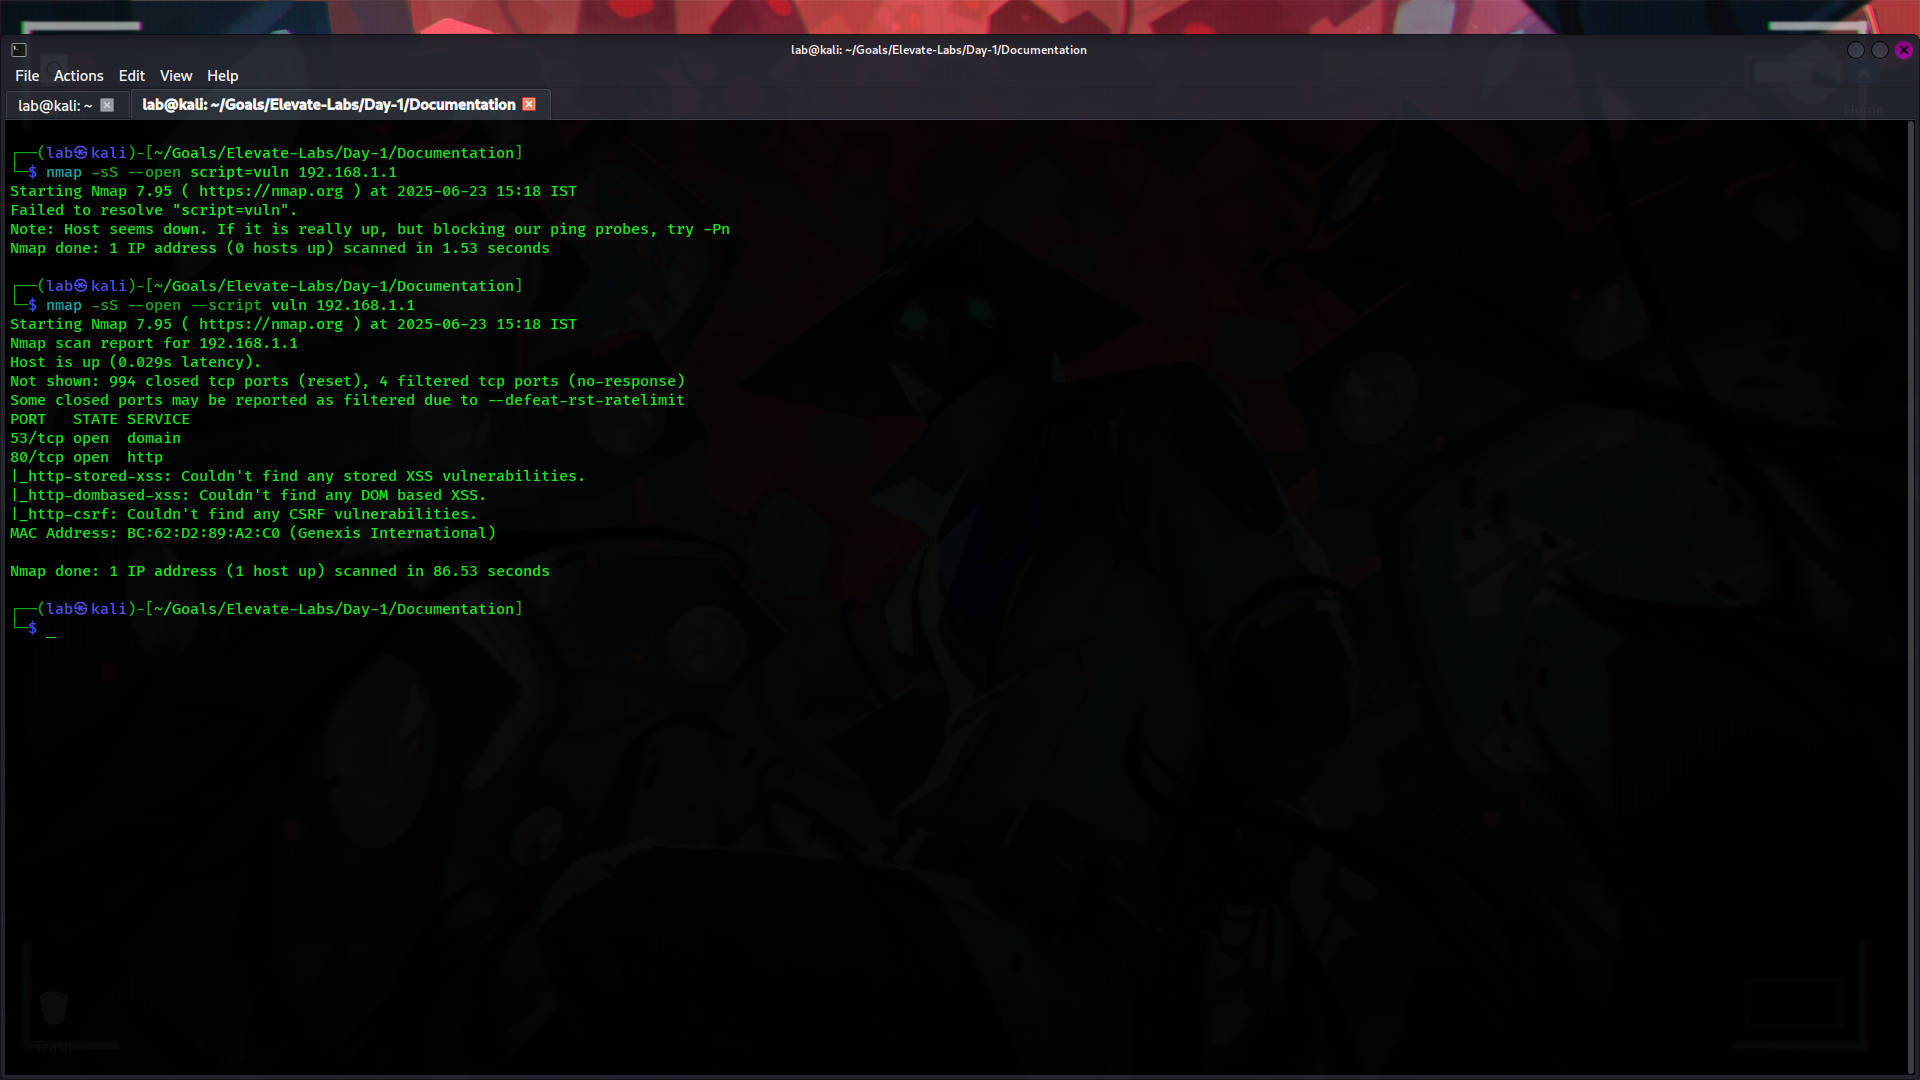 lab@kali: ~/Goals/Elevate-Labs/Day-1/Documentation
File Actions Edit View Help
lab@kali: ~
lab@kali: ~/Goals/Elevate-Labs/Day-1/Documentation
Home
┌──(lab㉿kali)-[~/Goals/Elevate-Labs/Day-1/Documentation]
└─$ nmap -sS --open script=vuln 192.168.1.1
Starting Nmap 7.95 ( https://nmap.org ) at 2025-06-23 15:18 IST
Failed to resolve "script=vuln".
Note: Host seems down. If it is really up, but blocking our ping probes, try -Pn
Nmap done: 1 IP address (0 hosts up) scanned in 1.53 seconds
┌──(lab㉿kali)-[~/Goals/Elevate-Labs/Day-1/Documentation]
└─$ nmap -sS --open --script vuln 192.168.1.1
Starting Nmap 7.95 ( https://nmap.org ) at 2025-06-23 15:18 IST
Nmap scan report for 192.168.1.1
Host is up (0.029s latency).
Not shown: 994 closed tcp ports (reset), 4 filtered tcp ports (no-response)
Some closed ports may be reported as filtered due to --defeat-rst-ratelimit
PORT   STATE SERVICE
53/tcp open  domain
80/tcp open  http
|_http-stored-xss: Couldn't find any stored XSS vulnerabilities.
|_http-dombased-xss: Couldn't find any DOM based XSS.
|_http-csrf: Couldn't find any CSRF vulnerabilities.
MAC Address: BC:62:D2:89:A2:C0 (Genexis International)
Nmap done: 1 IP address (1 host up) scanned in 86.53 seconds
┌──(lab㉿kali)-[~/Goals/Elevate-Labs/Day-1/Documentation]
└─$ _
Trash